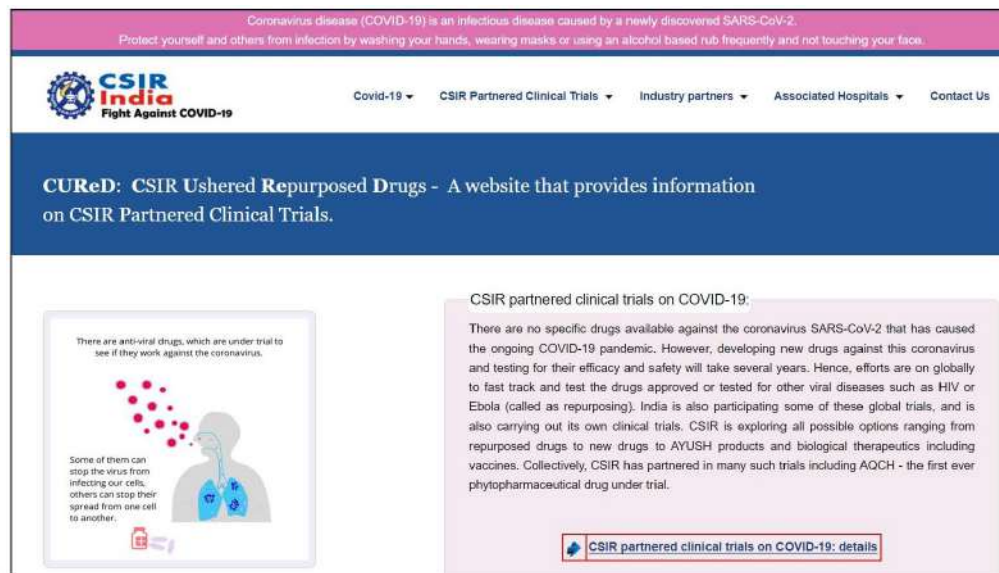 Coronavirus disease (COVID-19) is an infectious disease caused by a newly discovered SARS-CoV-2.
Protect yourself and others from infection by washing your hands, wearing masks or using an alcohol based rub frequently and not touching your face.
CSIR
India
Fight Against COVID-19
Covid-19 CSIR Partnered Clinical Trials Industry partners Associated Hospitals Contact Us
CUReD: CSIR Ushered Repurposed Drugs - A website that provides information
on CSIR Partnered Clinical Trials.
There are anti-viral drugs, which are under trial to
see if they work against the coronavirus.
Some of them can
stop the virus from
infecting our cells,
others can stop their
spread from one cell
to another.
CSIR partnered clinical trials on COVID-19:
There are no specific drugs available against the coronavirus SARS-CoV-2 that has caused
the ongoing COVID-19 pandemic. However, developing new drugs against this coronavirus
and testing for their efficacy and safety will take several years. Hence, efforts are on globally
to fast track and test the drugs approved or tested for other viral diseases such as HIV or
Ebola (called as repurposing). India is also participating some of these global trials, and is
also carrying out its own clinical trials. CSIR is exploring all possible options ranging from
repurposed drugs to new drugs to AYUSH products and biological therapeutics including
vaccines. Collectively, CSIR has partnered in many such trials including AQCH - the first ever
phytopharmaceutical drug under trial.
CSIR partnered clinical trials on COVID-19: details